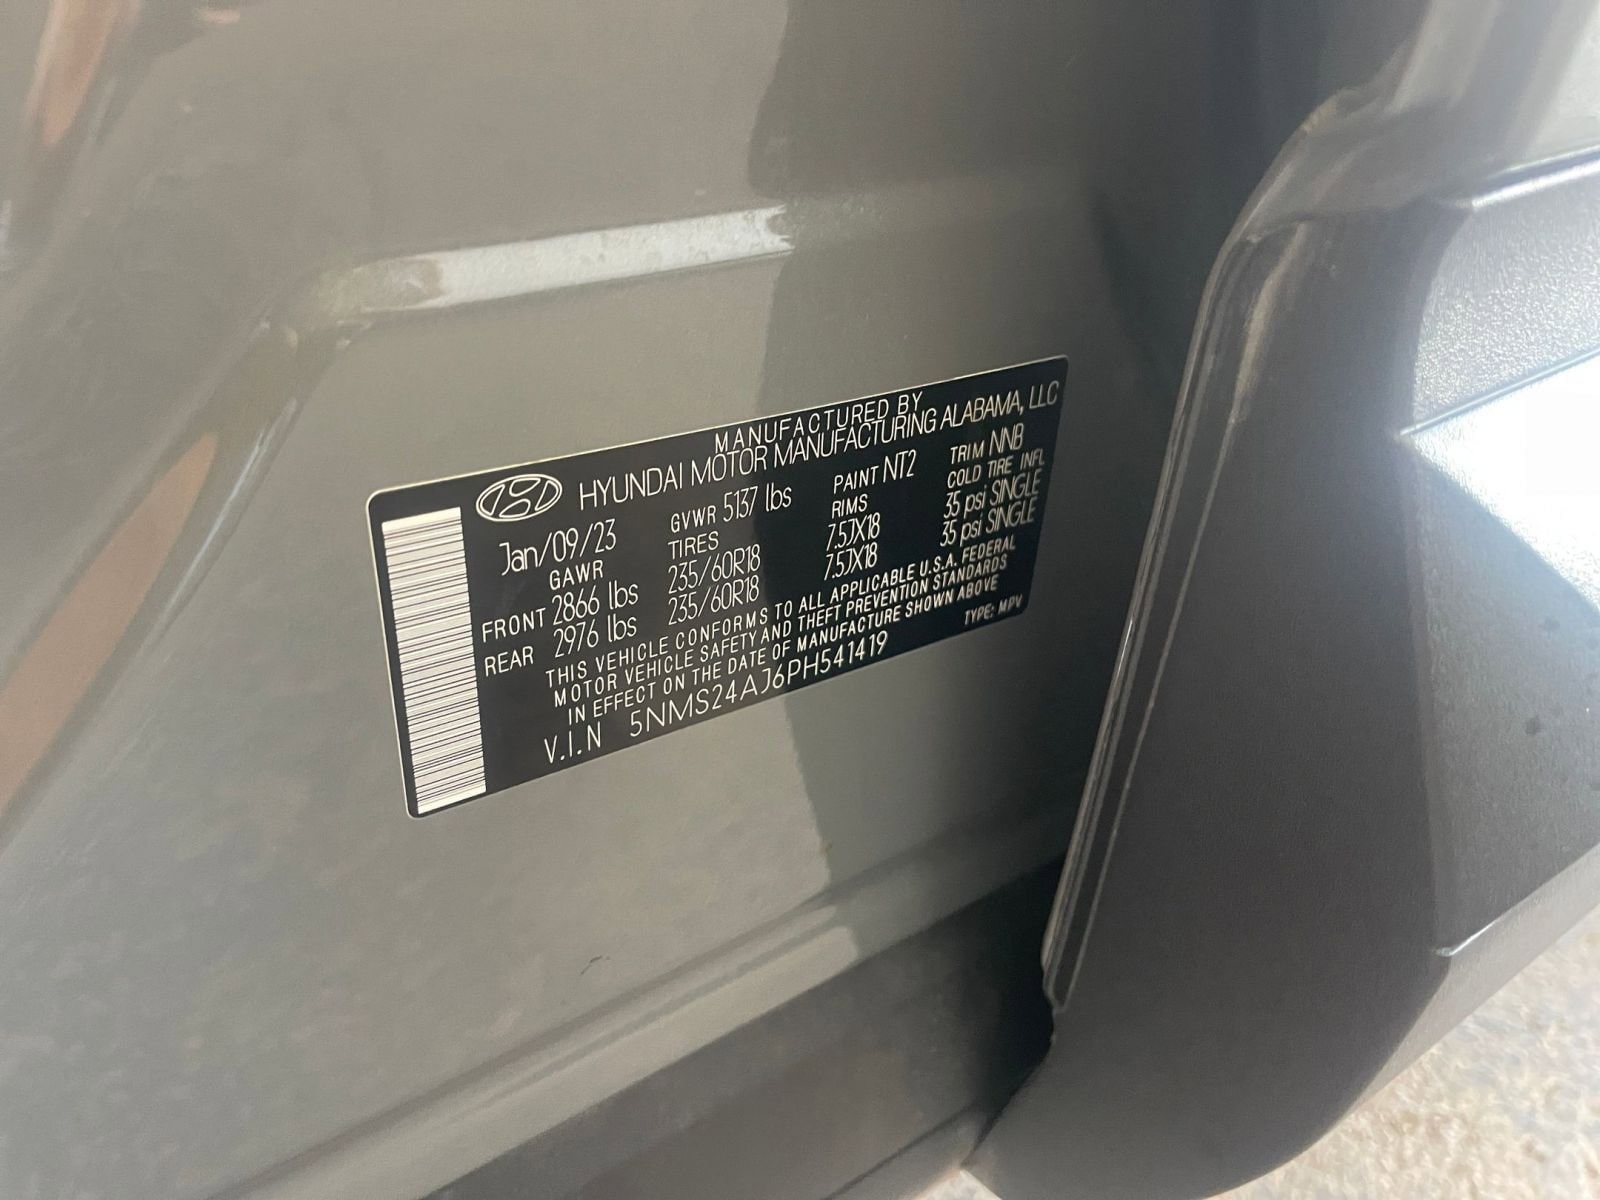 MANUFACTURED BY
HYUNDAI MOTOR MANUFACTURING ALABAMA, LLC
Jan/09/23 GVWR 5137 lbs PAINT NT2 TRIM NNB
GAWR TIRES RIMS COLD TIRE INFL
FRONT 2866 lbs 235/60R18 7.5JX18 35 psi SINGLE
REAR 2976 lbs 235/60R18 7.5JX18 35 psi SINGLE
THIS VEHICLE CONFORMS TO ALL APPLICABLE U.S.A. FEDERAL
MOTOR VEHICLE SAFETY AND THEFT PREVENTION STANDARDS
IN EFFECT ON THE DATE OF MANUFACTURE SHOWN ABOVE
V.I.N 5NMS24AJ6PH541419 TYPE: MPV